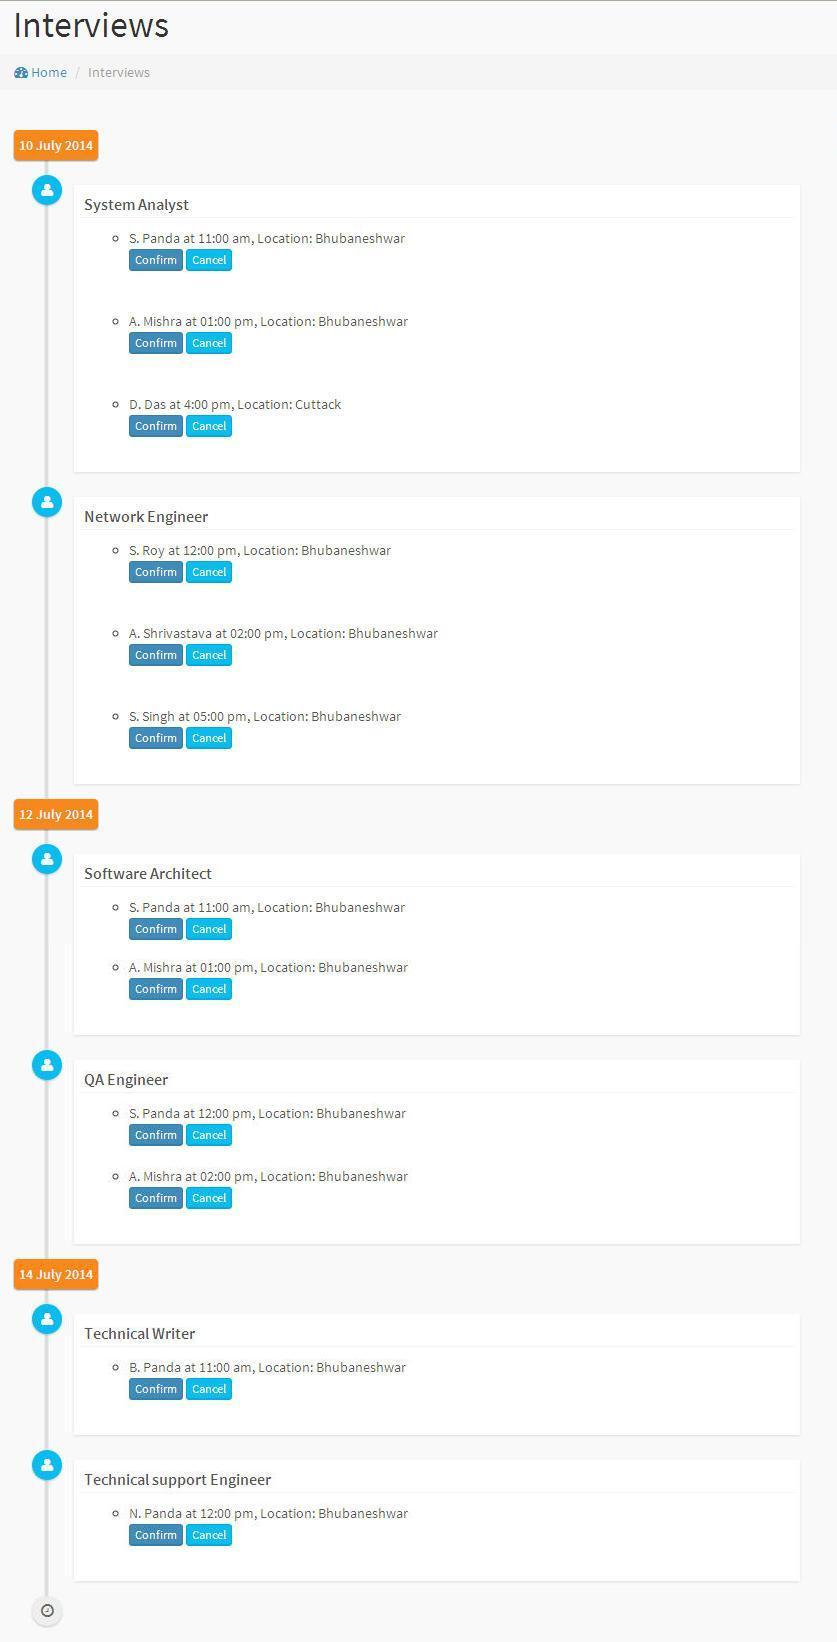 Interviews
Home / Interviews
10 July 2014
System Analyst
S. Panda at 11:00 am, Location: Bhubaneshwar
Confirm Cancel
A. Mishra at 01:00 pm, Location: Bhubaneshwar
Confirm Cancel
D. Das at 4:00 pm, Location: Cuttack
Confirm Cancel
Network Engineer
S. Roy at 12:00 pm, Location: Bhubaneshwar
Confirm Cancel
A. Shrivastava at 02:00 pm, Location: Bhubaneshwar
Confirm Cancel
S. Singh at 05:00 pm, Location: Bhubaneshwar
Confirm Cancel
12 July 2014
Software Architect
S. Panda at 11:00 am, Location: Bhubaneshwar
Confirm Cancel
A. Mishra at 01:00 pm, Location: Bhubaneshwar
Confirm Cancel
QA Engineer
S. Panda at 12:00 pm, Location: Bhubaneshwar
Confirm Cancel
A. Mishra at 02:00 pm, Location: Bhubaneshwar
Confirm Cancel
14 July 2014
Technical Writer
B. Panda at 11:00 am, Location: Bhubaneshwar
Confirm Cancel
Technical support Engineer
N. Panda at 12:00 pm, Location: Bhubaneshwar
Confirm Cancel